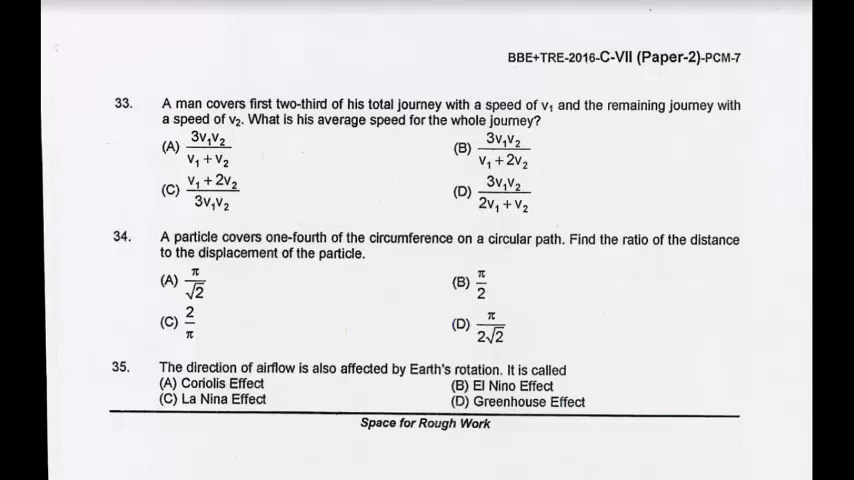 BBE+TRE-2016-C-VII (Paper-2)-PCM-7
33. A man covers first two-third of his total journey with a speed of v₁ and the remaining journey with
a speed of v₂. What is his average speed for the whole journey?
(A) 3v₁v₂ / v₁ + v₂ (B) 3v₁v₂ / v₁ + 2v₂
(C) v₁ + 2v₂ / 3v₁v₂ (D) 3v₁v₂ / 2v₁ + v₂
34. A particle covers one-fourth of the circumference on a circular path. Find the ratio of the distance
to the displacement of the particle.
(A) π / √2 (B) π / 2
(C) 2 / π (D) π / 2√2
35. The direction of airflow is also affected by Earth's rotation. It is called
(A) Coriolis Effect (B) El Nino Effect
(C) La Nina Effect (D) Greenhouse Effect
Space for Rough Work